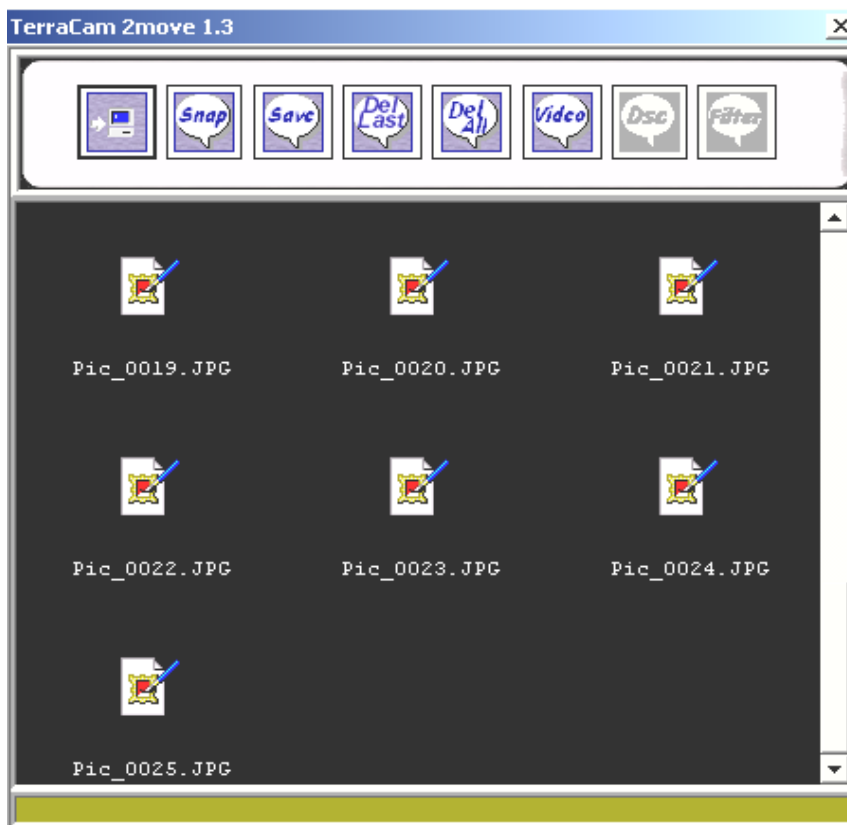 TerraCam 2move 1.3
Snap Save Del Last Del All Video Dsc Filter
Pic_0019.JPG Pic_0020.JPG Pic_0021.JPG
Pic_0022.JPG Pic_0023.JPG Pic_0024.JPG
Pic_0025.JPG